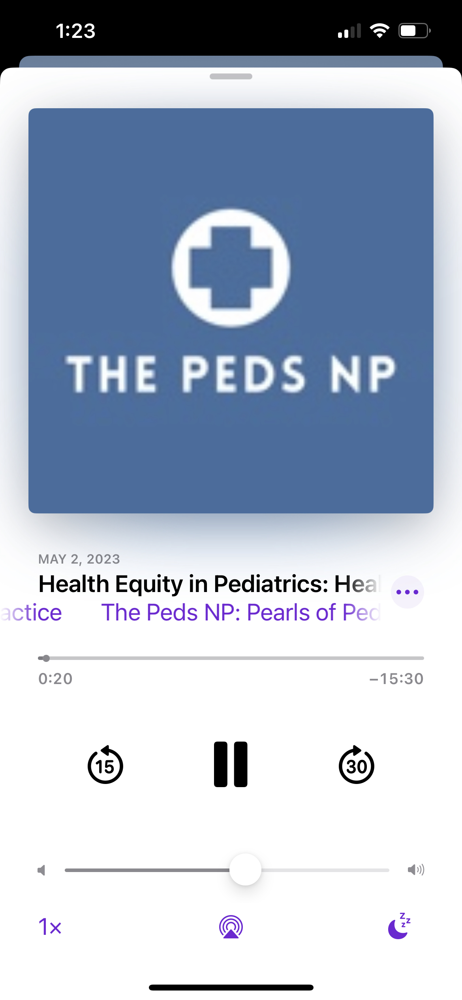 1:23
THE PEDS NP
MAY 2, 2023
Health Equity in Pediatrics: Heal
actice The Peds NP: Pearls of Ped
0:20 –15:30
15 30
1×
z z z